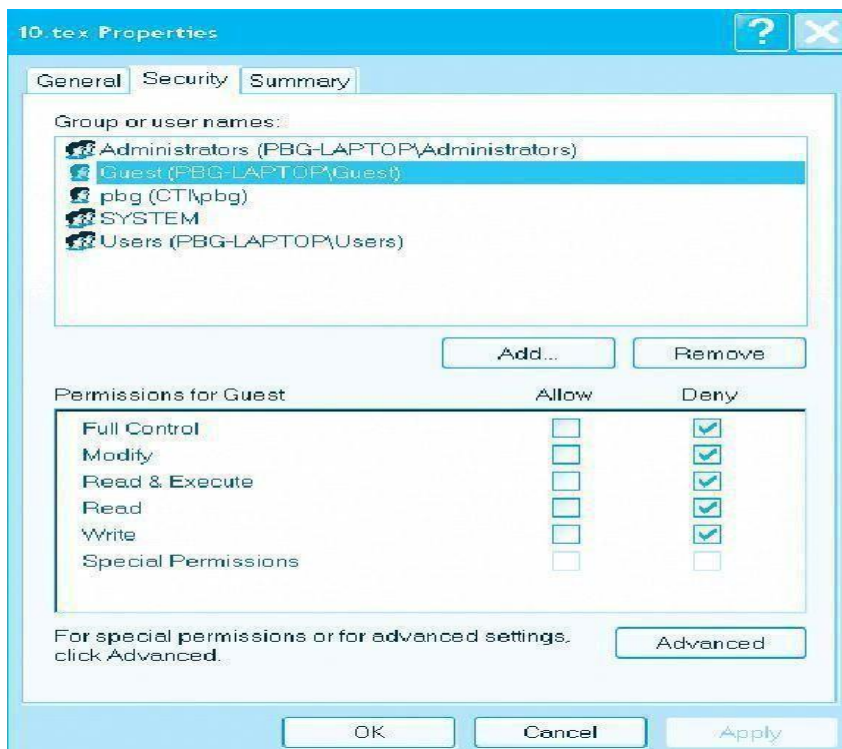 10.tex Properties
?
General Security Summary
Group or user names:
Administrators (PBG-LAPTOP\Administrators)
Guest (PBG-LAPTOP\Guest)
pbg (CTI\pbg)
SYSTEM
Users (PBG-LAPTOP\Users)
Add... Remove
Permissions for Guest Allow Deny
Full Control
Modify
Read & Execute
Read
Write
Special Permissions
For special permissions or for advanced settings,
click Advanced. Advanced
OK Cancel Apply